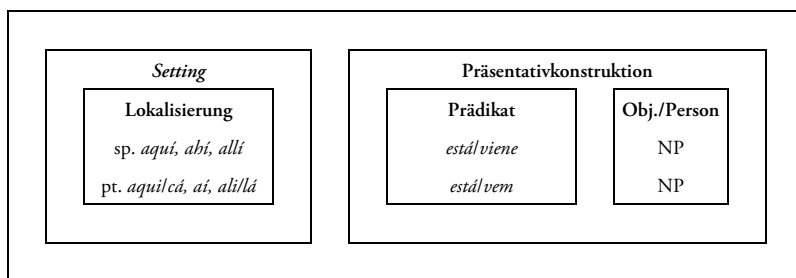 Setting Präsentativkonstruktion
Lokalisierung Prädikat Obj./Person
sp. aquí, ahí, allí está/viene NP
pt. aqui/cá, aí, ali/lá está/vem NP